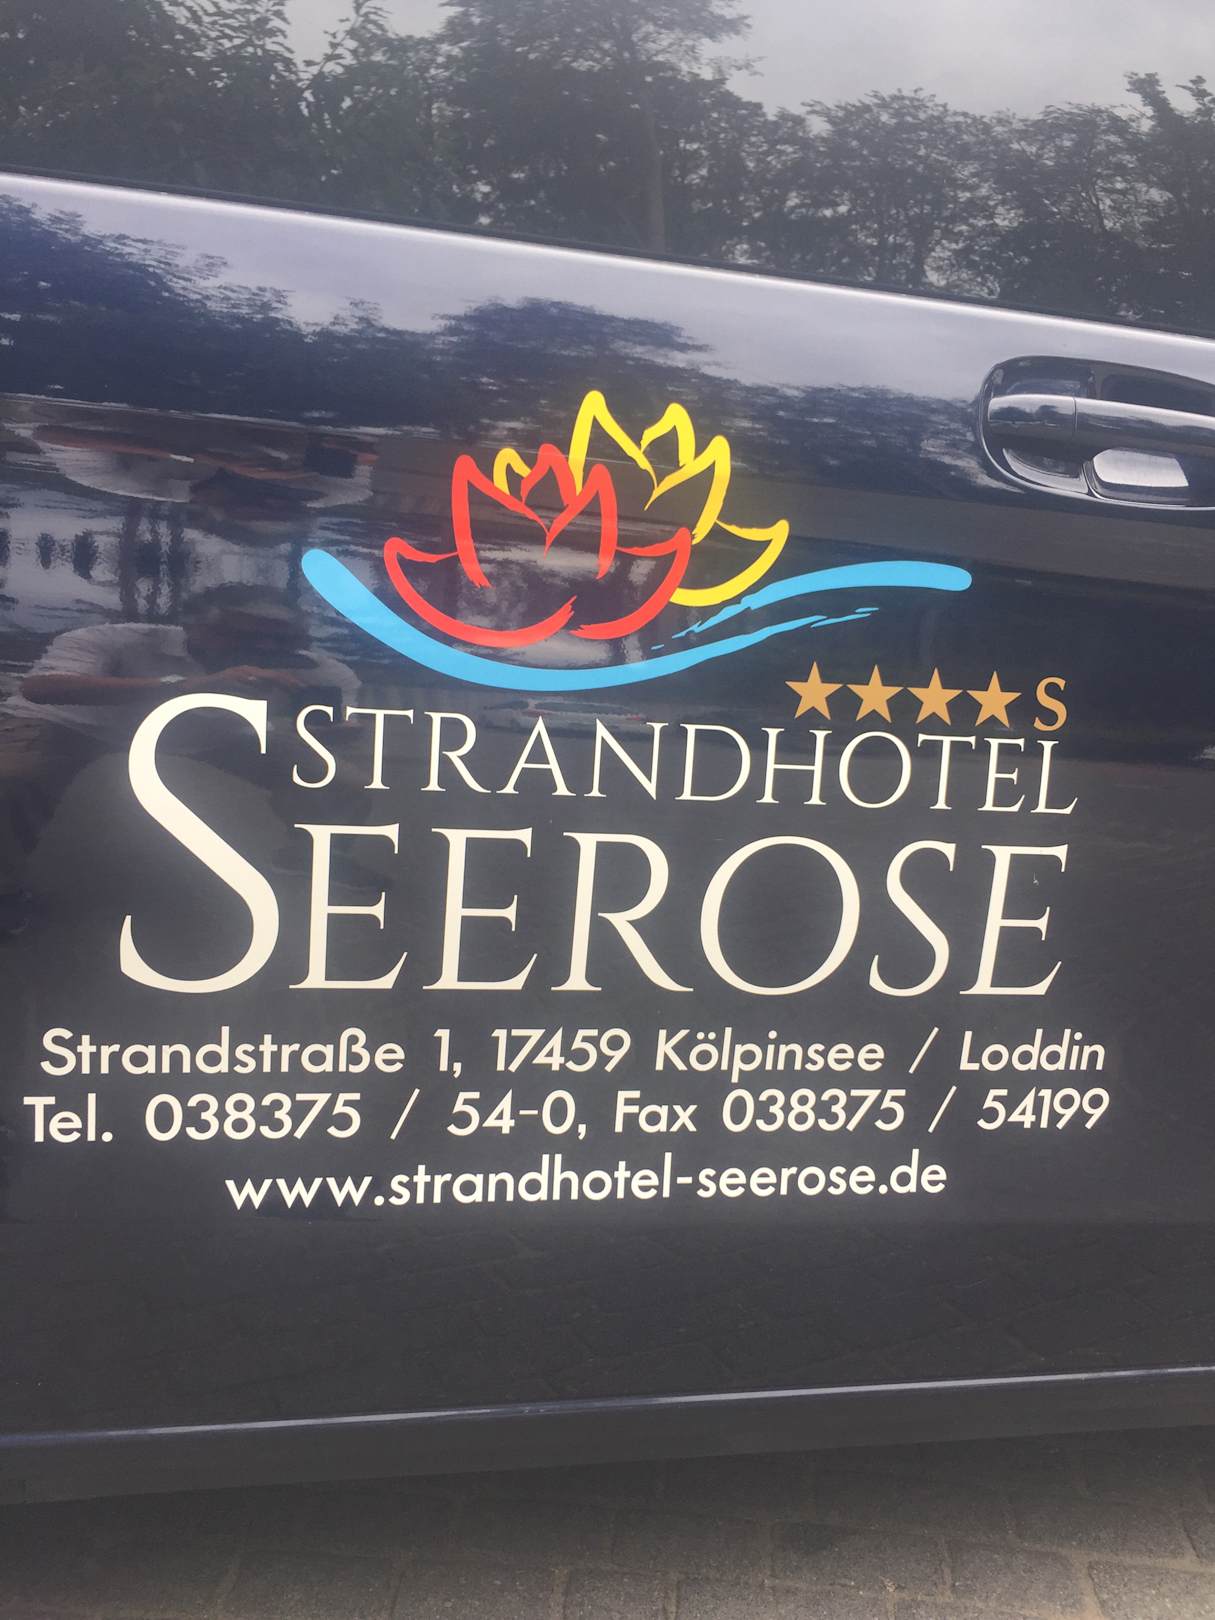 ★★★★S
STRANDHOTEL
SEEROSE
Strandstraße 1, 17459 Kölpinsee / Loddin
Tel. 038375 / 54-0, Fax 038375 / 54199
www.strandhotel-seerose.de